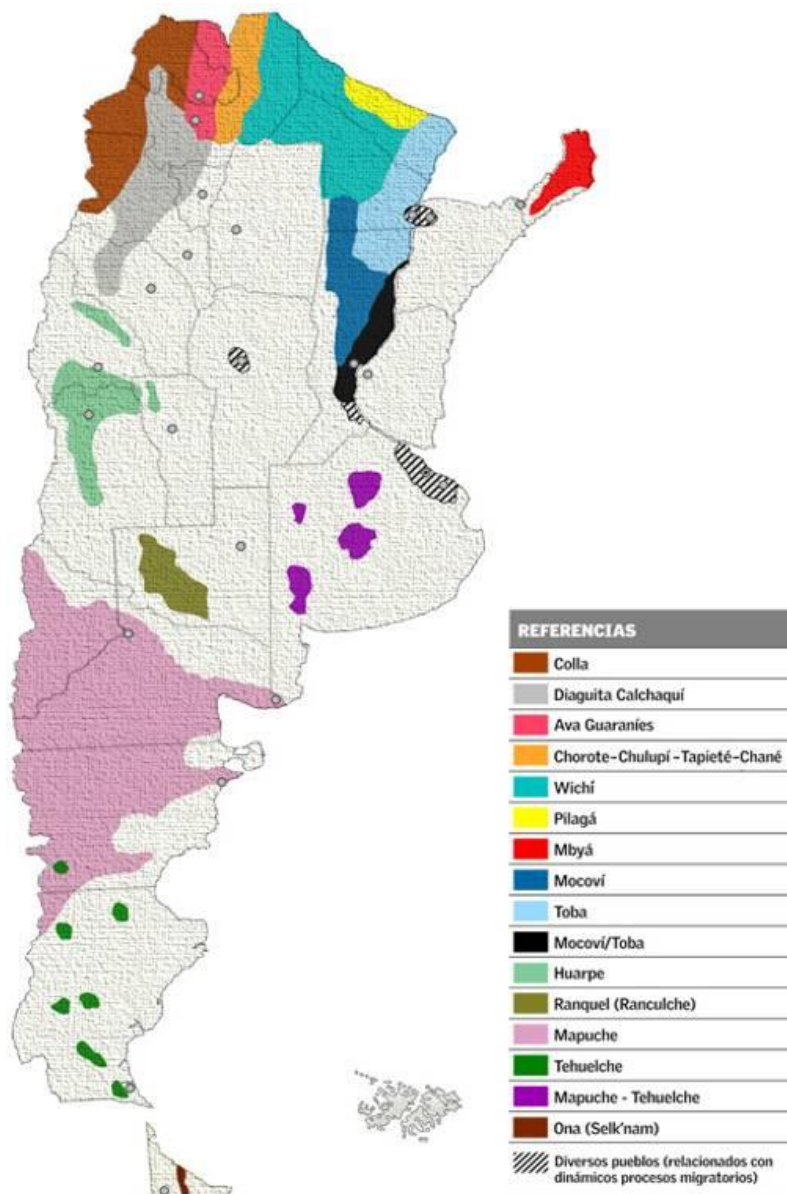 REFERENCIAS
Colla
Diaguita Calchaquí
Ava Guaraníes
Chorote-Chulupí -Tapieté-Chané
Wichí
Pilagá
Mbyá
Mocoví
Toba
Mocoví/Toba
Huarpe
Ranquel (Ranculche)
Mapuche
Tehuelche
Mapuche - Tehuelche
Ona (Selk'nam)
Diversos pueblos (relacionados con
dinámicos procesos migratorios)